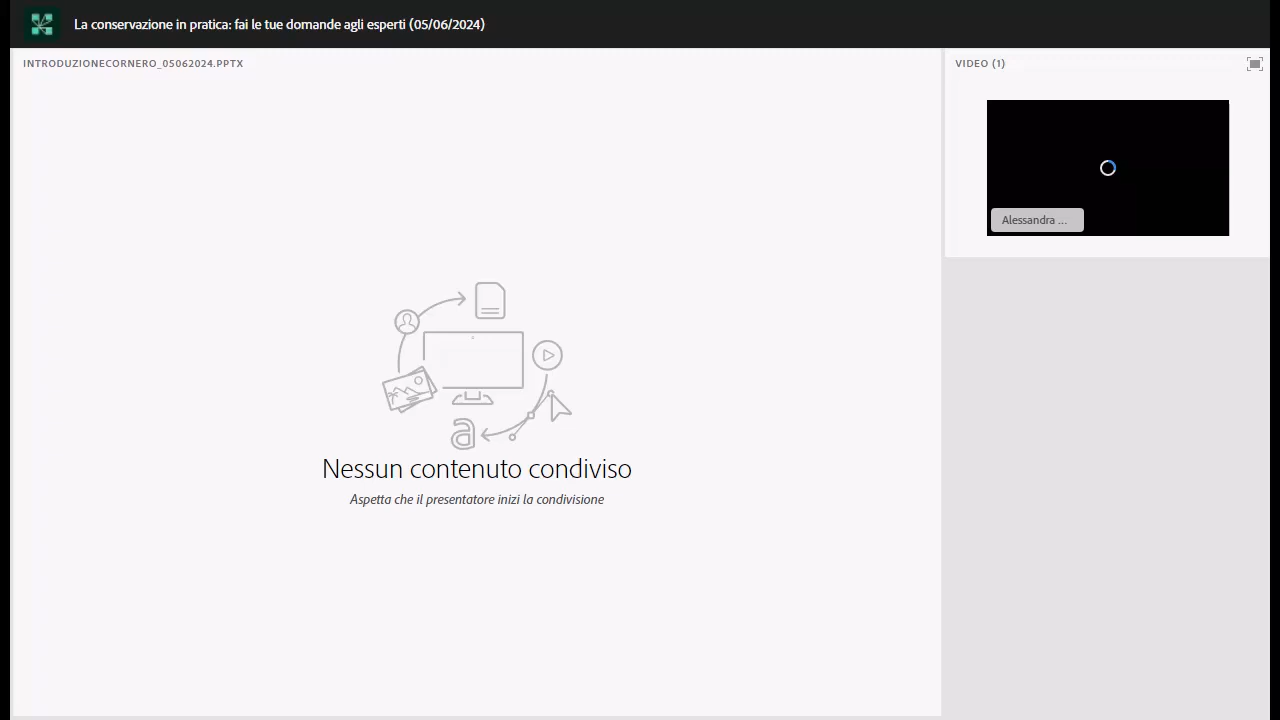 La conservazione in pratica: fai le tue domande agli esperti (05/06/2024)
INTRODUZIONECORNERO_05062024.PPTX
VIDEO (1)
Alessandra ...
Nessun contenuto condiviso
Aspetta che il presentatore inizi la condivisione